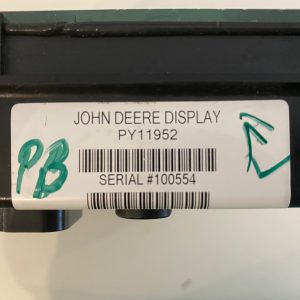 JOHN DEERE DISPLAY
PY11952
PB
SERIAL #100554